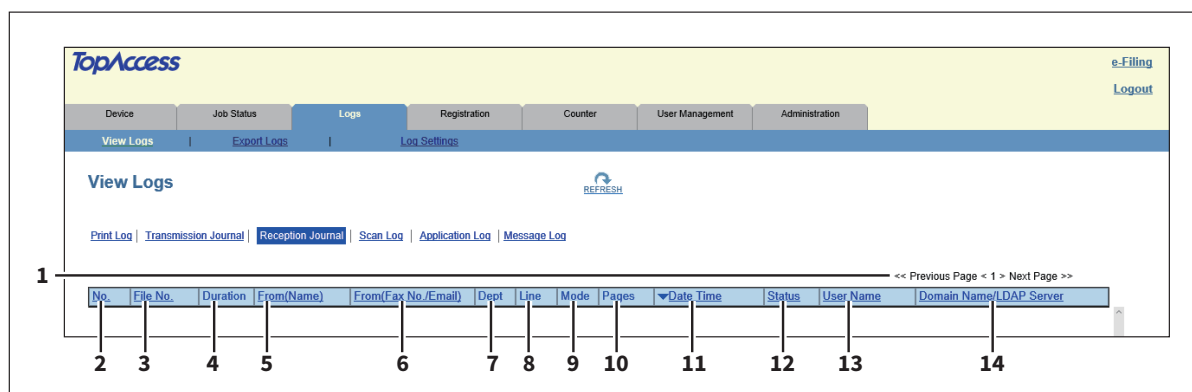 TopAccess
e-Filing
Logout
Device Job Status Logs Registration Counter User Management Administration
View Logs | Export Logs | Log Settings
View Logs
REFRESH
Print Log | Transmission Journal | Reception Journal | Scan Log | Application Log | Message Log
1
<< Previous Page < 1 > Next Page >>
No. File No. Duration From(Name) From(Fax No./Email) Dept Line Mode Pages Date Time Status User Name Domain Name/LDAP Server
2 3 4 5 6 7 8 9 10 11 12 13 14